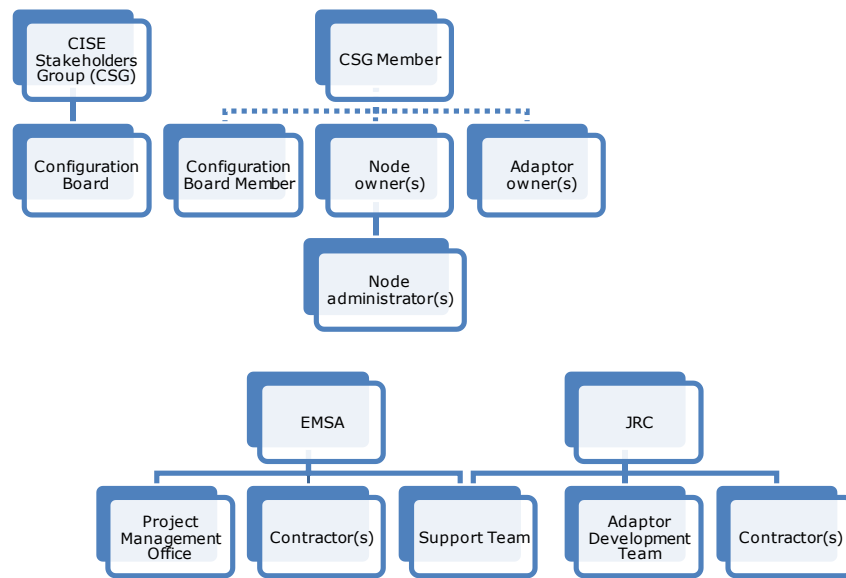 CISE
Stakeholders
Group (CSG)
CSG Member
Configuration
Board
Configuration
Board Member
Node
owner(s)
Adaptor
owner(s)
Node
administrator(s)
EMSA
JRC
Project
Management
Office
Contractor(s)
Support Team
Adaptor
Development
Team
Contractor(s)